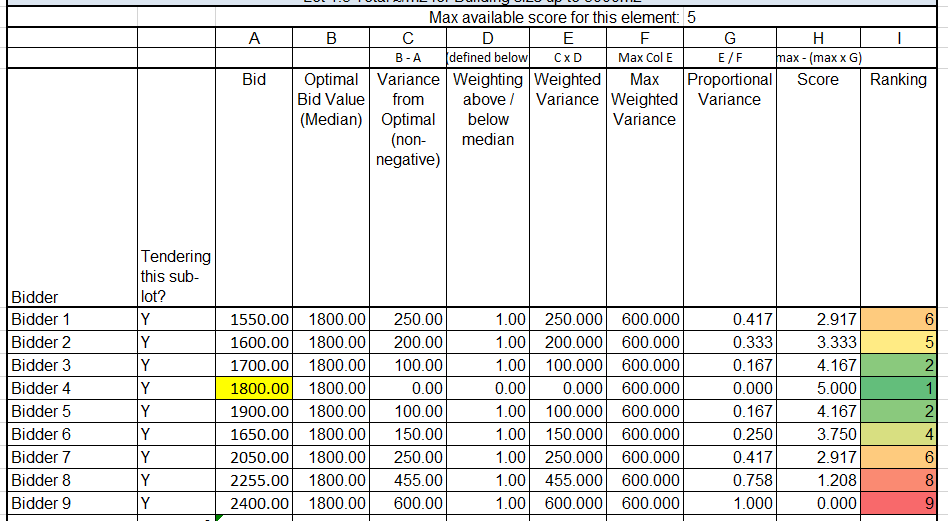 Max available score for this element: 5
A B C D E F G H I
B - A (defined below C x D Max Col E E / F max - (max x G)
Bidder Tendering this sub-lot? Bid Optimal Bid Value (Median) Variance from Optimal (non-negative) Weighting above / below median Weighted Variance Max Weighted Variance Proportional Variance Score Ranking
Bidder 1 Y 1550.00 1800.00 250.00 1.00 250.000 600.000 0.417 2.917 6
Bidder 2 Y 1600.00 1800.00 200.00 1.00 200.000 600.000 0.333 3.333 5
Bidder 3 Y 1700.00 1800.00 100.00 1.00 100.000 600.000 0.167 4.167 2
Bidder 4 Y 1800.00 1800.00 0.00 0.00 0.000 600.000 0.000 5.000 1
Bidder 5 Y 1900.00 1800.00 100.00 1.00 100.000 600.000 0.167 4.167 2
Bidder 6 Y 1650.00 1800.00 150.00 1.00 150.000 600.000 0.250 3.750 4
Bidder 7 Y 2050.00 1800.00 250.00 1.00 250.000 600.000 0.417 2.917 6
Bidder 8 Y 2255.00 1800.00 455.00 1.00 455.000 600.000 0.758 1.208 8
Bidder 9 Y 2400.00 1800.00 600.00 1.00 600.000 600.000 1.000 0.000 9